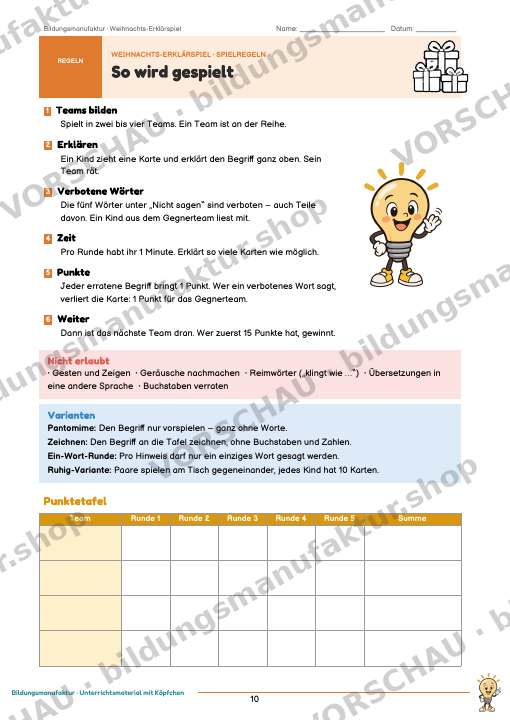 Bildungsmanufaktur · Weihnachts-Erklärspiel
Name: ____________________ Datum: __________
REGELN
WEIHNACHTS-ERKLÄRSPIEL · SPIELREGELN
So wird gespielt
1 Teams bilden
Spielt in zwei bis vier Teams. Ein Team ist an der Reihe.
2 Erklären
Ein Kind zieht eine Karte und erklärt den Begriff ganz oben. Sein
Team rät.
3 Verbotene Wörter
Die fünf Wörter unter „Nicht sagen" sind verboten – auch Teile
davon. Ein Kind aus dem Gegnerteam liest mit.
4 Zeit
Pro Runde habt ihr 1 Minute. Erklärt so viele Karten wie möglich.
5 Punkte
Jeder erratene Begriff bringt 1 Punkt. Wer ein verbotenes Wort sagt,
verliert die Karte: 1 Punkt für das Gegnerteam.
6 Weiter
Dann ist das nächste Team dran. Wer zuerst 15 Punkte hat, gewinnt.
Nicht erlaubt
· Gesten und Zeigen · Geräusche nachmachen · Reimwörter („klingt wie ...") · Übersetzungen in
eine andere Sprache · Buchstaben verraten
Varianten
Pantomime: Den Begriff nur vorspielen – ganz ohne Worte.
Zeichnen: Den Begriff an die Tafel zeichnen, ohne Buchstaben und Zahlen.
Ein-Wort-Runde: Pro Hinweis darf nur ein einziges Wort gesagt werden.
Ruhig-Variante: Paare spielen am Tisch gegeneinander, jedes Kind hat 10 Karten.
Punktetafel
Team Runde 1 Runde 2 Runde 3 Runde 4 Runde 5 Summe
Bildungsmanufaktur · Unterrichtsmaterial mit Köpfchen
10
VORSCHAU · bildungsmanufaktur.shop